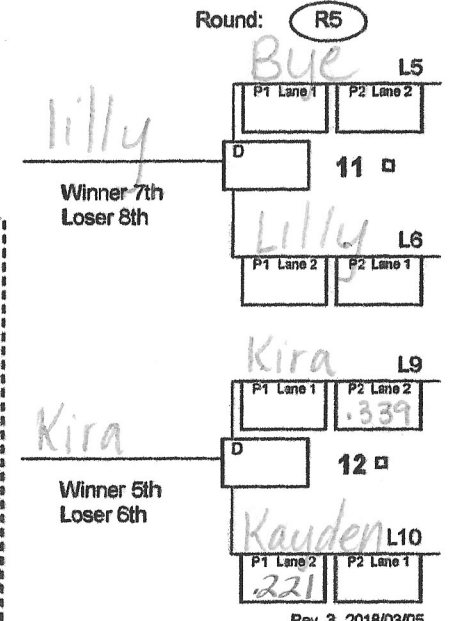 Round: R5
Bye L5
P1 Lane 1 P2 Lane 2
lilly
D
11
Winner 7th
Loser 8th
Lilly L6
P1 Lane 2 P2 Lane 1
Kira L9
P1 Lane 1 P2 Lane 2
.339
Kira
D
12
Winner 5th
Loser 6th
Kayden L10
P1 Lane 2 P2 Lane 1
.221
Rev. 3, 2018/03/05